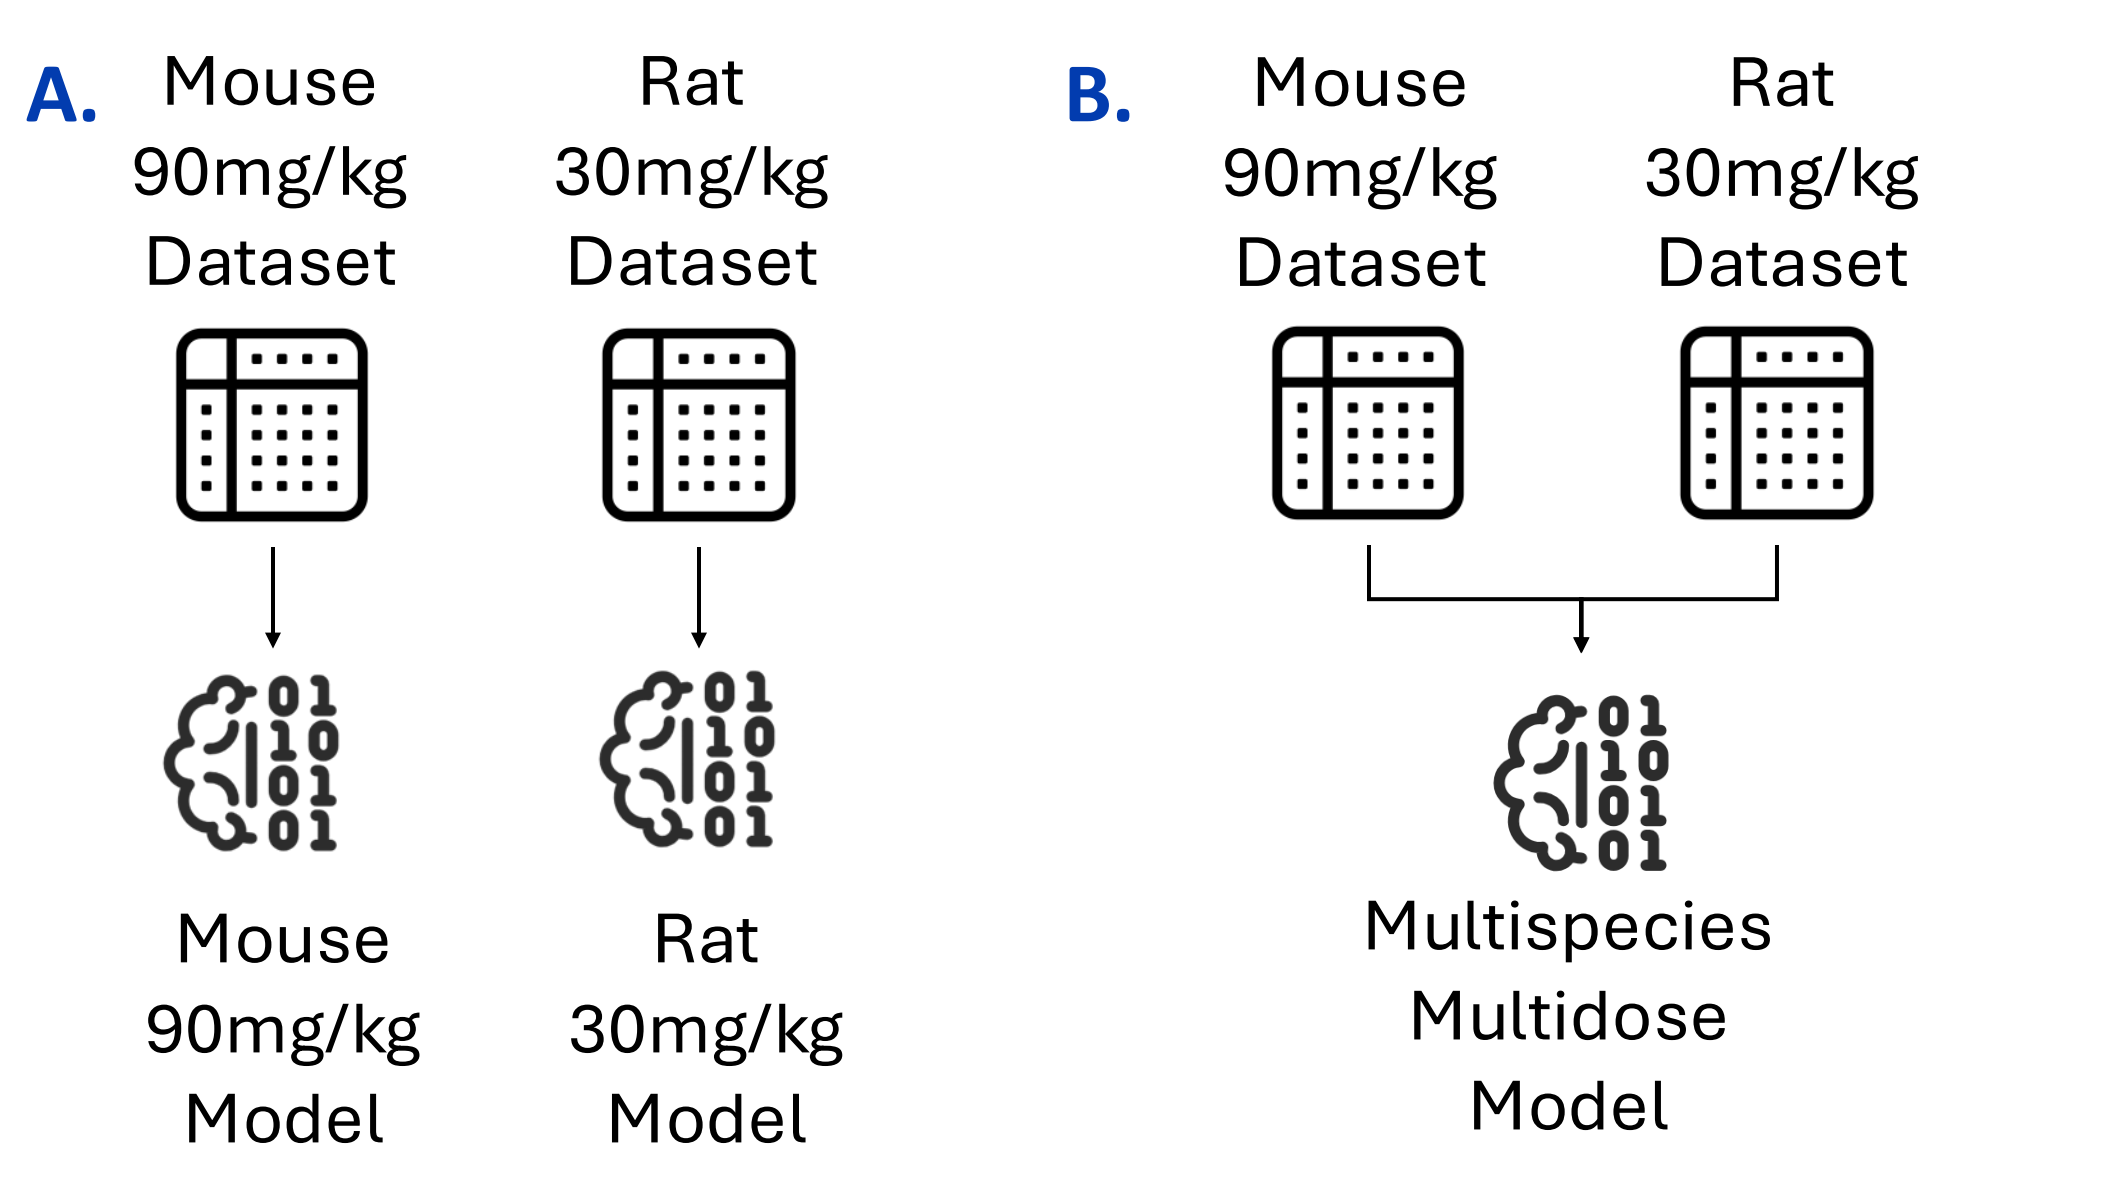 A.
Mouse
90mg/kg
Dataset
Rat
30mg/kg
Dataset
01
10
01
01
01
10
01
01
Mouse
90mg/kg
Model
Rat
30mg/kg
Model
B.
Mouse
90mg/kg
Dataset
Rat
30mg/kg
Dataset
01
10
01
01
Multispecies
Multidose
Model